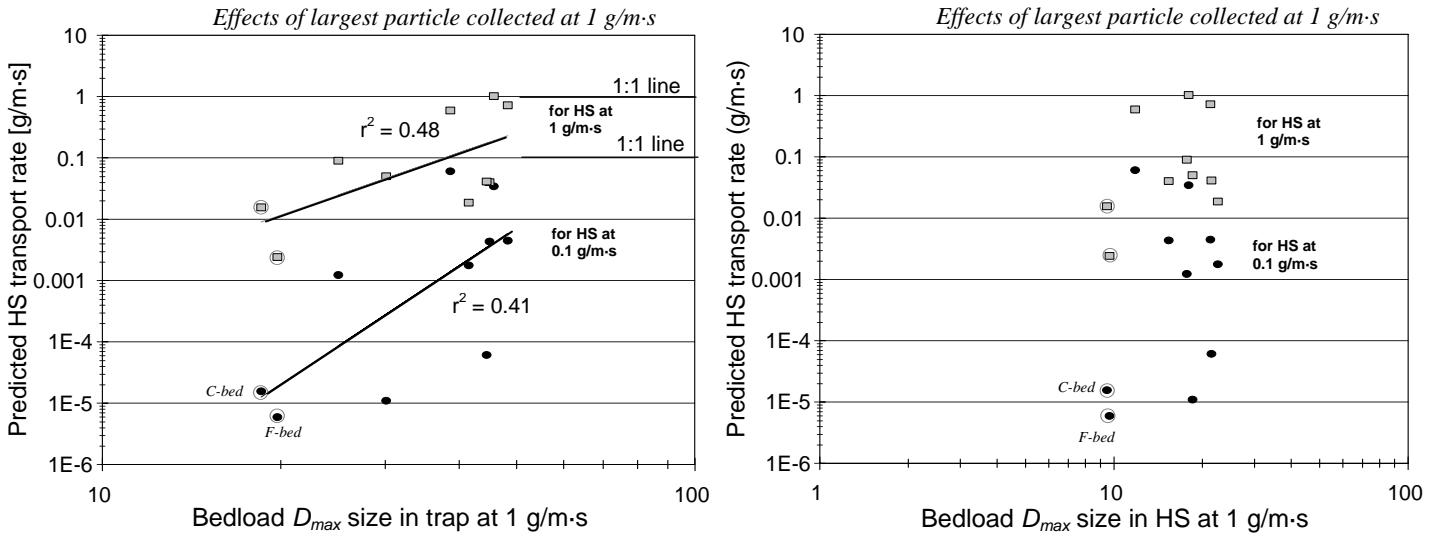 Effects of largest particle collected at 1 g/m·s
Predicted HS transport rate [g/m·s)
10
1
0.1
0.01
0.001
1E-4
1E-5
1E-6
1:1 line
for HS at
1 g/m·s
r² = 0.48
1:1 line
for HS at
0.1 g/m·s
r² = 0.41
C-bed
F-bed
10
100
Bedload Dmax size in trap at 1 g/m·s
Effects of largest particle collected at 1 g/m·s
Predicted HS transport rate (g/m·s)
10
1
0.1
0.01
0.001
1E-4
1E-5
1E-6
for HS at
1 g/m·s
for HS at
0.1 g/m·s
C-bed
F-bed
1
10
100
Bedload Dmax size in HS at 1 g/m·s